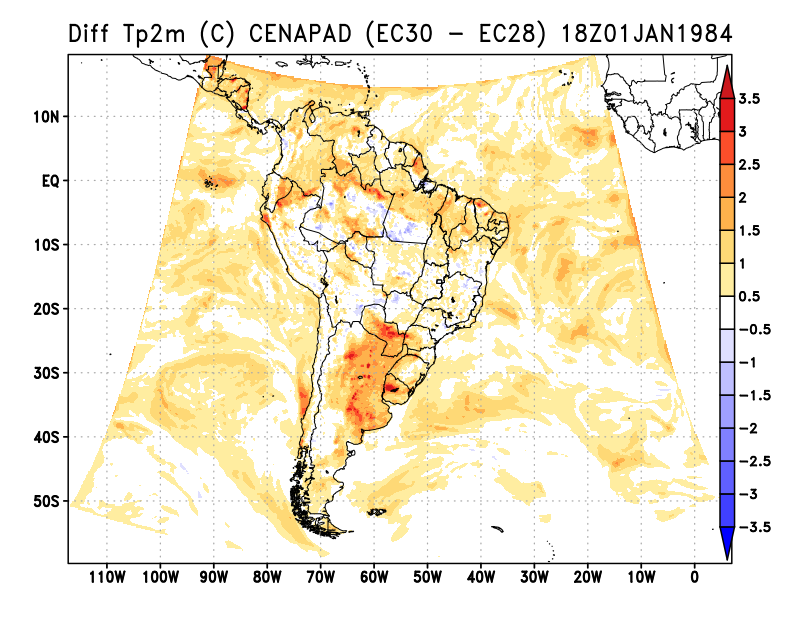 Diff Tp2m (C) CENAPAD (EC30 – EC28) 18Z01JAN1984
10N
EQ
10S
20S
30S
40S
50S
110W 100W 90W 80W 70W 60W 50W 40W 30W 20W 10W 0
3.5
3
2.5
2
1.5
1
0.5
−0.5
−1
−1.5
−2
−2.5
−3
−3.5